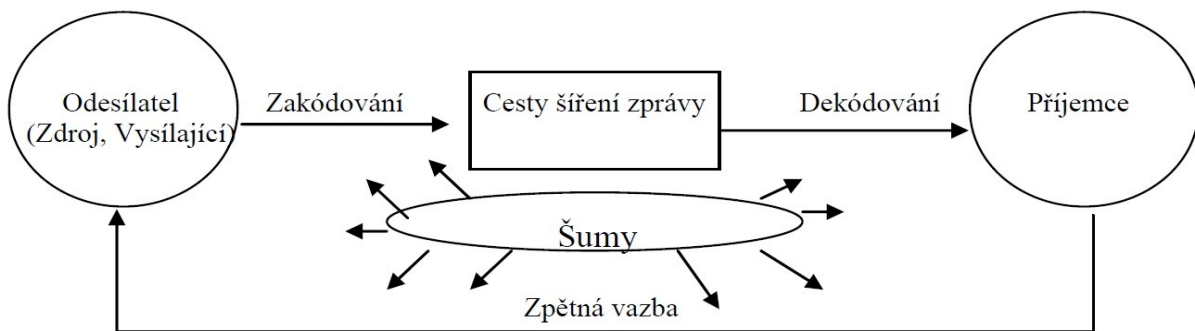 Odesílatel
(Zdroj, Vysílající)
Zakódování
Cesty šíření zprávy
Dekódování
Příjemce
Šumy
Zpětná vazba